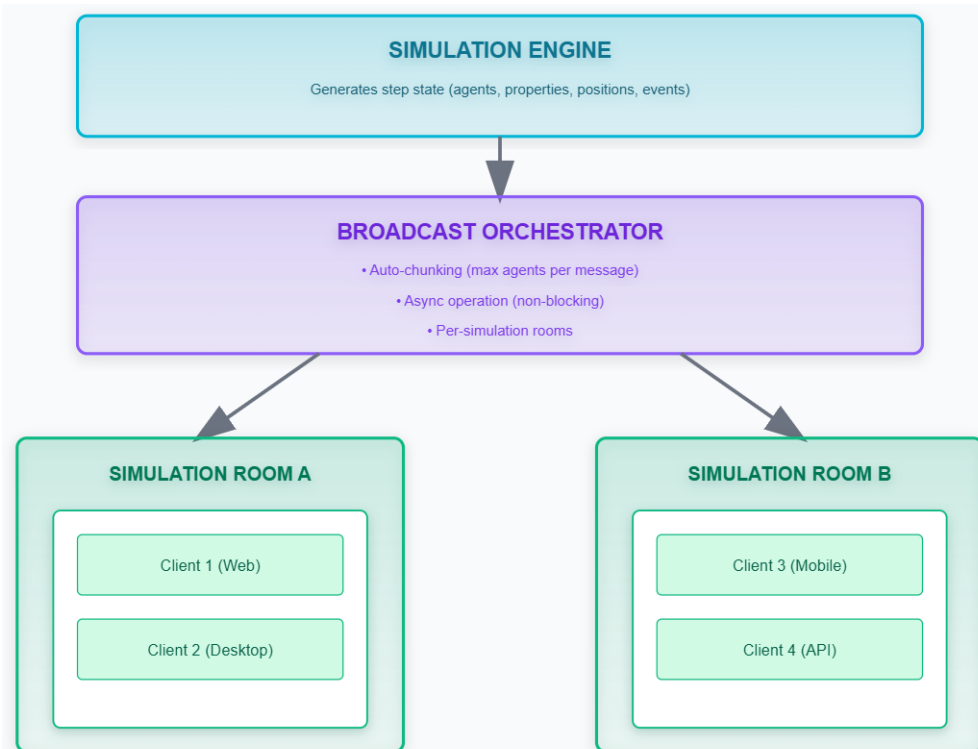 SIMULATION ENGINE
Generates step state (agents, properties, positions, events)
BROADCAST ORCHESTRATOR
• Auto-chunking (max agents per message)
• Async operation (non-blocking)
• Per-simulation rooms
SIMULATION ROOM A
Client 1 (Web)
Client 2 (Desktop)
SIMULATION ROOM B
Client 3 (Mobile)
Client 4 (API)